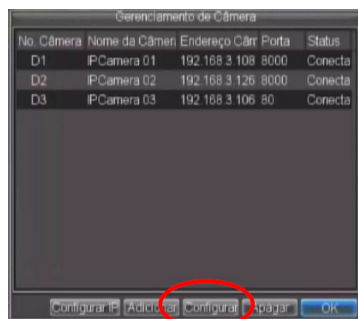 Gerenciamento de Câmera
No. Câmera Nome da Câmer Endereço Câm Porta Status
D1 IPCamera 01 192.168.3.108 8000 Conecta
D2 IPCamera 02 192.168.3.126 8000 Conecta
D3 IPCamera 03 192.168.3.106 80 Conecta
Configurar IP Adicionar Configurar Apagar OK